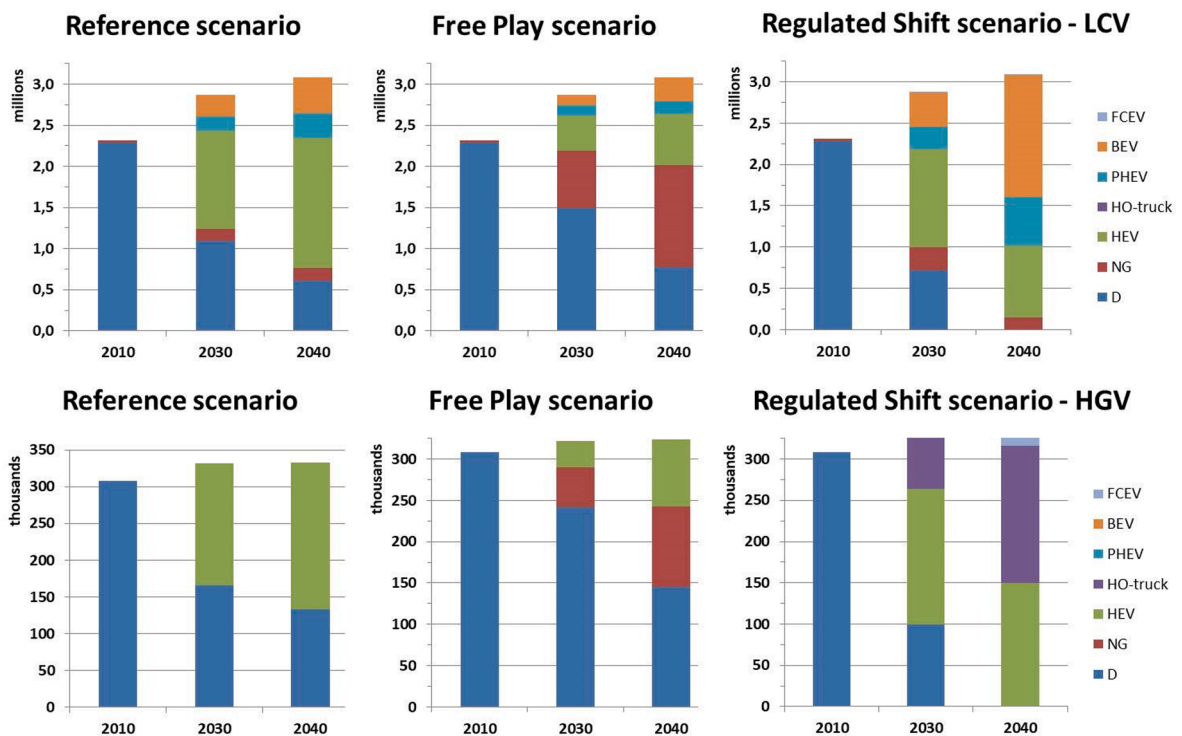 Reference scenario
millions
3,0
2,5
2,0
1,5
1,0
0,5
0,0
2010 2030 2040
Free Play scenario
millions
3,0
2,5
2,0
1,5
1,0
0,5
0,0
2010 2030 2040
Regulated Shift scenario - LCV
millions
3,0
2,5
2,0
1,5
1,0
0,5
0,0
2010 2030 2040
FCEV
BEV
PHEV
HO-truck
HEV
NG
D
Reference scenario
thousands
350
300
250
200
150
100
50
0
2010 2030 2040
Free Play scenario
thousands
300
250
200
150
100
50
0
2010 2030 2040
Regulated Shift scenario - HGV
thousands
300
250
200
150
100
50
0
2010 2030 2040
FCEV
BEV
PHEV
HO-truck
HEV
NG
D